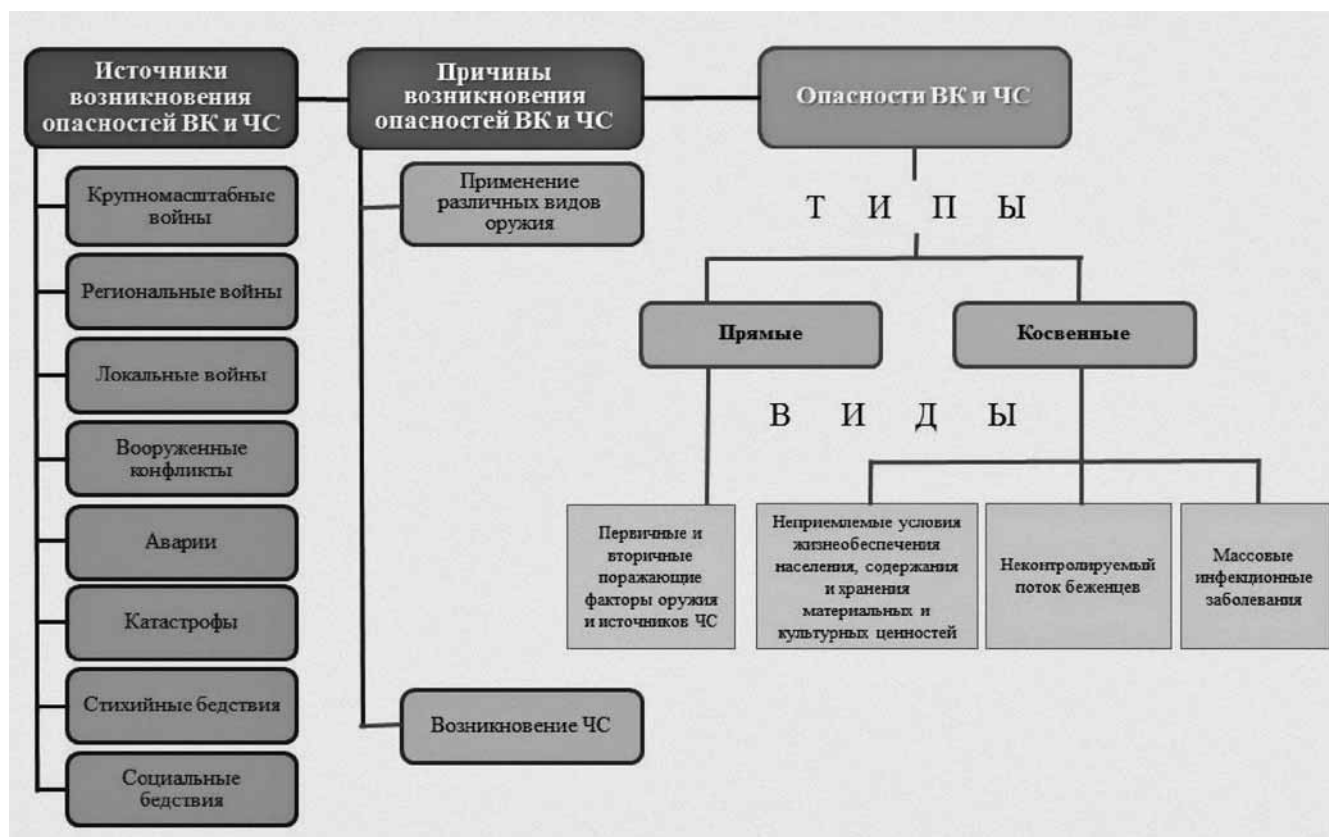 Источники
возникновения
опасностей ВК и ЧС
Крупномасштабные
войны
Региональные войны
Локальные войны
Вооруженные
конфликты
Аварии
Катастрофы
Стихийные бедствия
Социальные
бедствия
Причины
возникновения
опасностей ВК и ЧС
Применение
различных видов
оружия
Возникновение ЧС
Опасности ВК и ЧС
Т И П Ы
Прямые
Косвенные
В И Д Ы
Первичные и
вторичные
поражающие
факторы оружия
и источников ЧС
Неприемлемые условия
жизнеобеспечения
населения, содержания
и хранения
материальных и
культурных ценностей
Неконтролируемый
поток беженцев
Массовые
инфекционные
заболевания